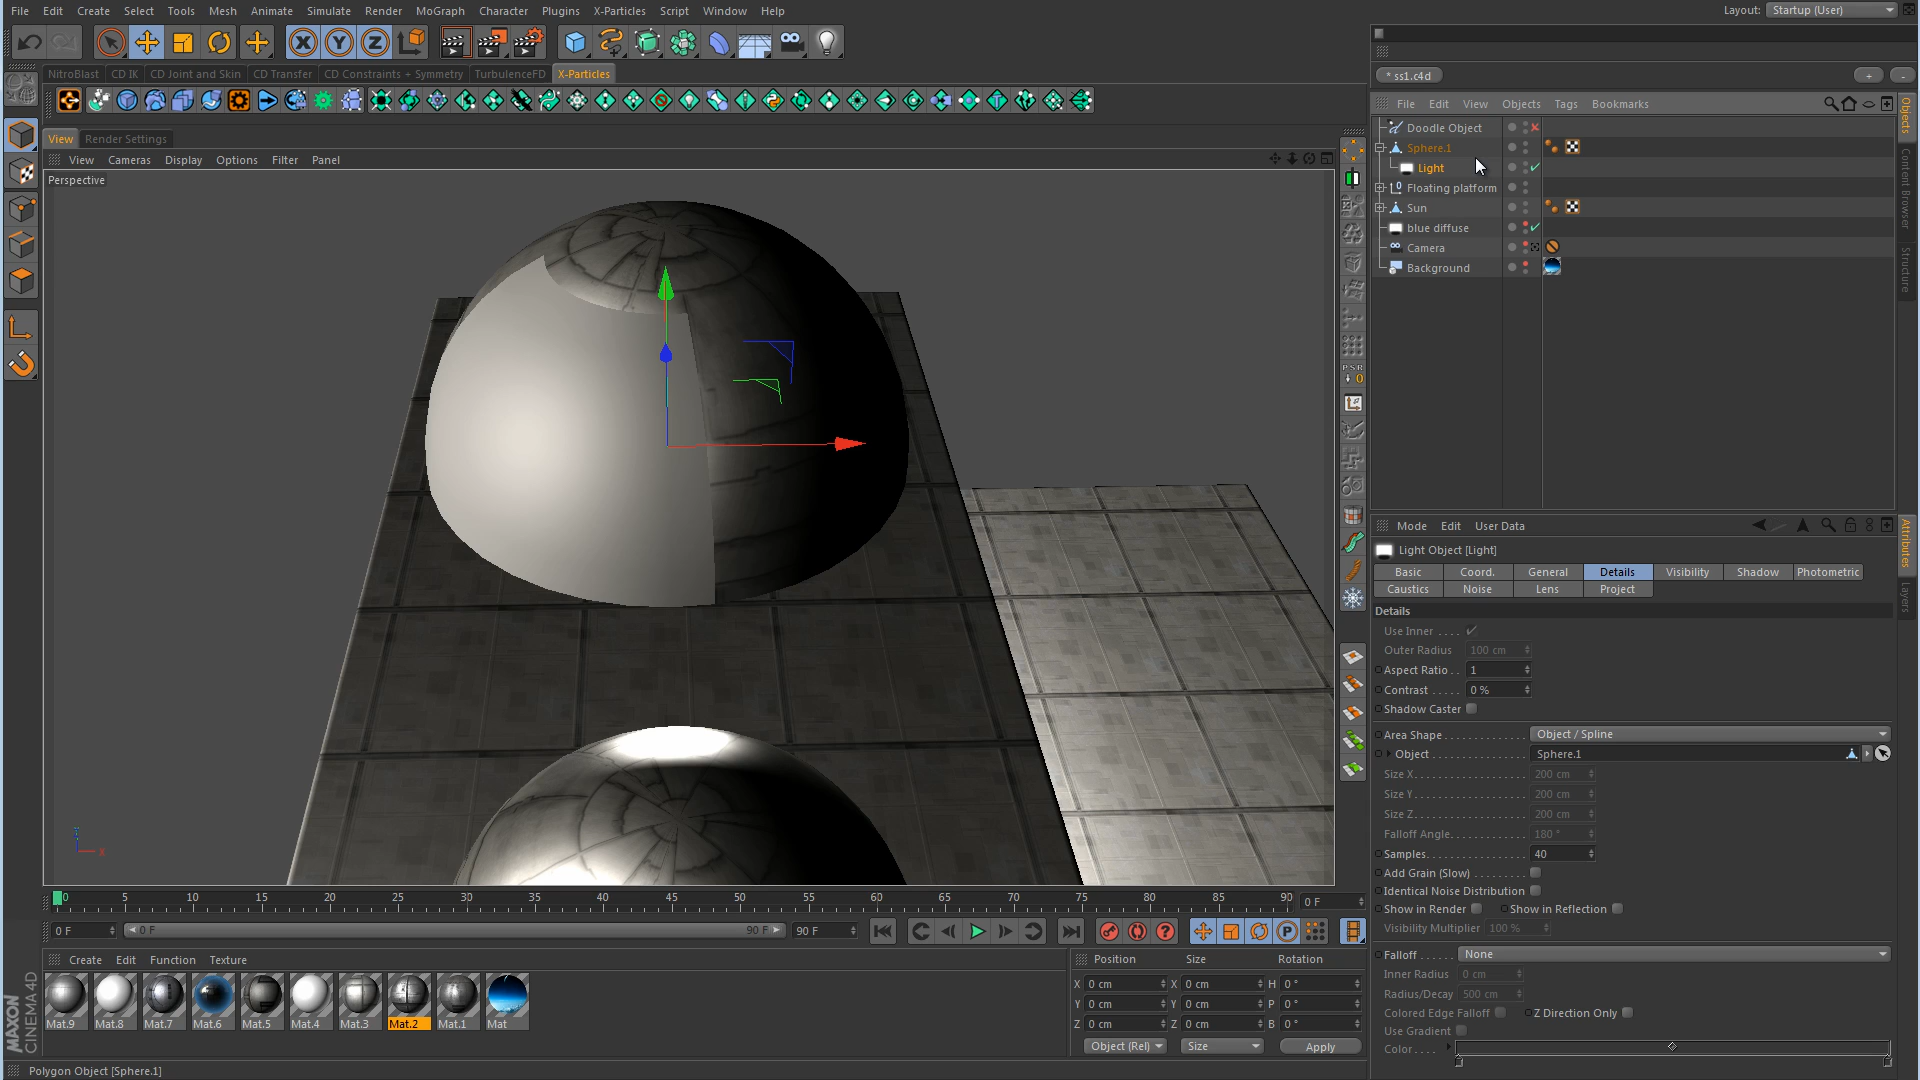 File Edit Create Select Tools Mesh Animate Simulate Render MoGraph Character Plugins X-Particles Script Window Help
Layout: Startup (User)
X Y Z
* ss1.c4d + -
NitroBlast CD IK CD Joint and Skin CD Transfer CD Constraints + Symmetry TurbulenceFD X-Particles
File Edit View Objects Tags Bookmarks
View Render Settings
View Cameras Display Options Filter Panel
Perspective
Doodle Object
Sphere.1
Light
Floating platform
Sun
blue diffuse
Camera
Background
Objects
Content Browser
Structure
PSR
0
Mode Edit User Data
Light Object [Light]
Basic Coord. General Details Visibility Shadow Photometric
Caustics Noise Lens Project
Details
Use Inner . . . .
Outer Radius 100 cm
Aspect Ratio . . 1
Contrast . . . . . 0 %
Shadow Caster
Area Shape . . . . . . . . . . . . Object / Spline
Object . . . . . . . . . . . . . . Sphere.1
Size X. . . . . . . . . . . . . . . . 200 cm
Size Y. . . . . . . . . . . . . . . . 200 cm
Size Z. . . . . . . . . . . . . . . . 200 cm
Falloff Angle. . . . . . . . . . . 180 °
Samples. . . . . . . . . . . . . . 40
Add Grain (Slow) . . . . . . . .
Identical Noise Distribution
Show in Render Show in Reflection
Visibility Multiplier 100 %
Falloff . . . . . . None
Inner Radius 0 cm
Radius/Decay 500 cm
Colored Edge Falloff Z Direction Only
Use Gradient
Color. . . .
Attributes
Layers
Y
X
0 5 10 15 20 25 30 35 40 45 50 55 60 65 70 75 80 85 90 0 F
0 F 0 F 90 F 90 F
Create Edit Function Texture
Mat.9 Mat.8 Mat.7 Mat.6 Mat.5 Mat.4 Mat.3 Mat.2 Mat.1 Mat
Position Size Rotation
X 0 cm X 0 cm H 0 °
Y 0 cm Y 0 cm P 0 °
Z 0 cm Z 0 cm B 0 °
Object (Rel) Size Apply
MAXON
CINEMA 4D
Polygon Object [Sphere.1]